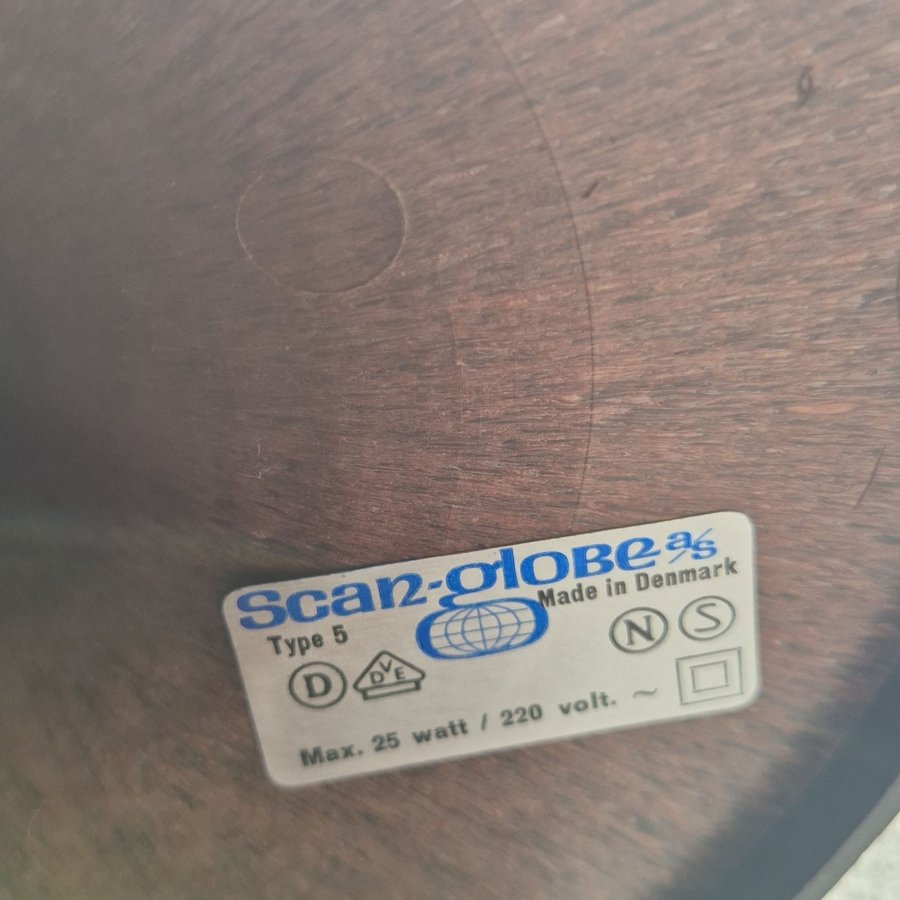 Scan-globe a/s
Made in Denmark
Type 5
D DVE N S
Max. 25 watt / 220 volt. ~